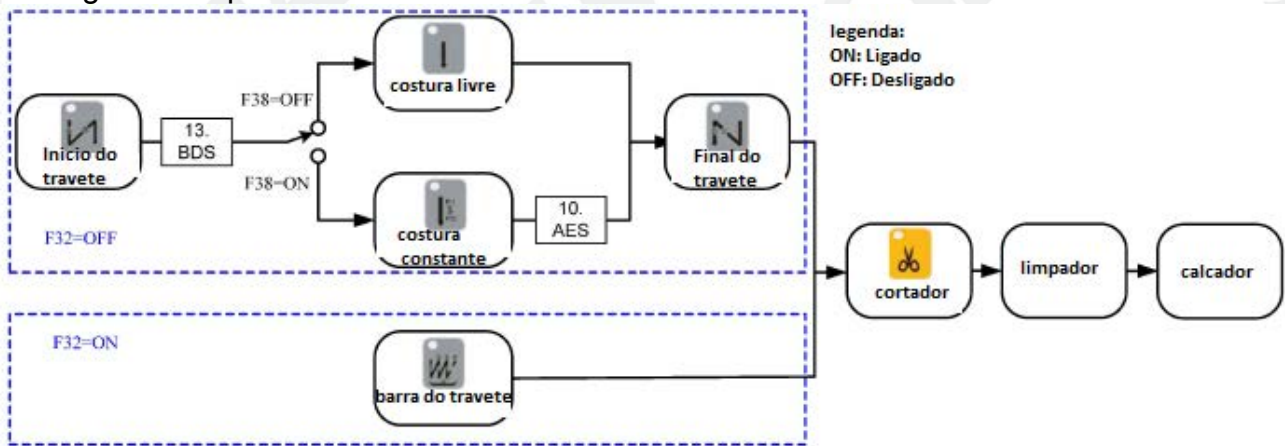 legenda:
ON: Ligado
OFF: Desligado
costura livre
F38=OFF
Início do
travete
13.
BDS
Final do
travete
F38=ON
costura
constante
10.
AES
F32=OFF
cortador
limpador
calcador
F32=ON
barra do travete